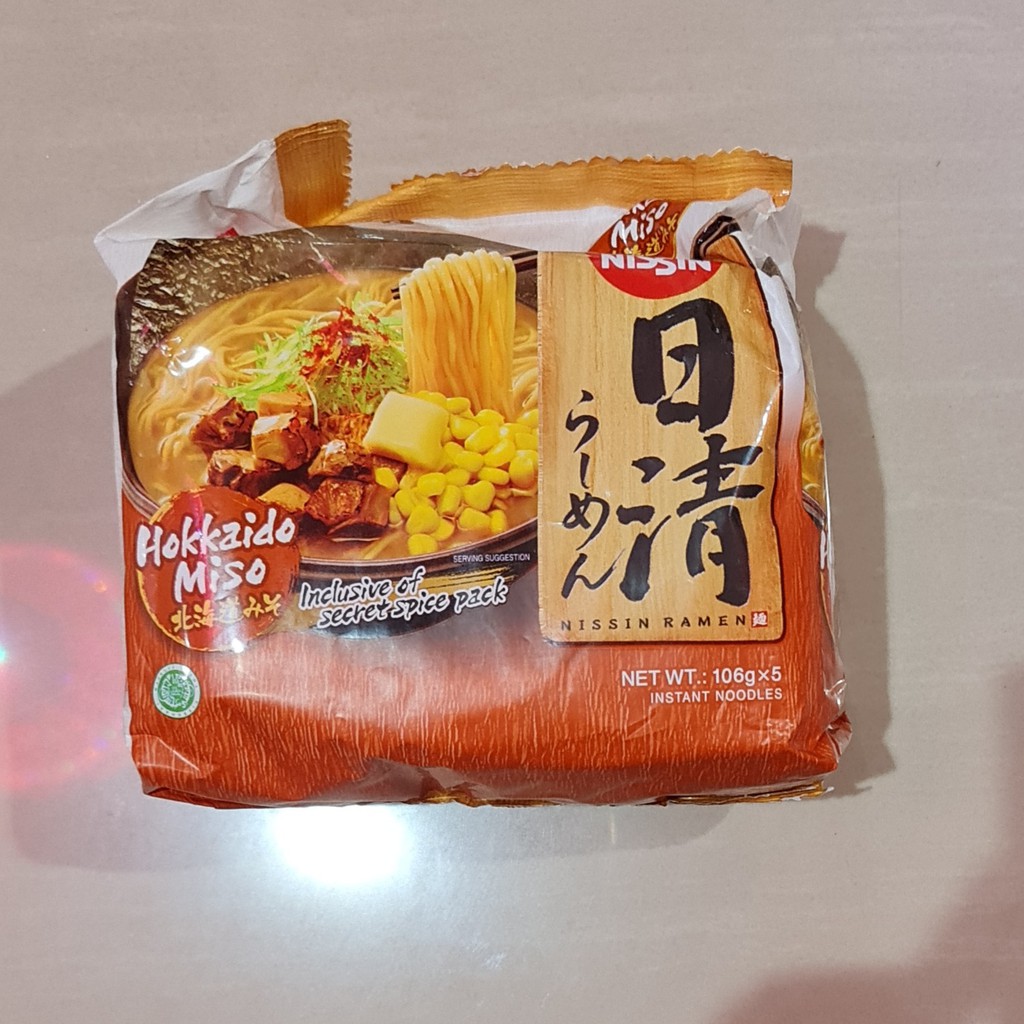 Miso
NISSIN
日清
らーめん
NISSIN RAMEN 麺
Hokkaido
Miso
北海道みそ
Inclusive of
secret spice pack
SERVING SUGGESTION
NET WT.: 106g×5
INSTANT NOODLES